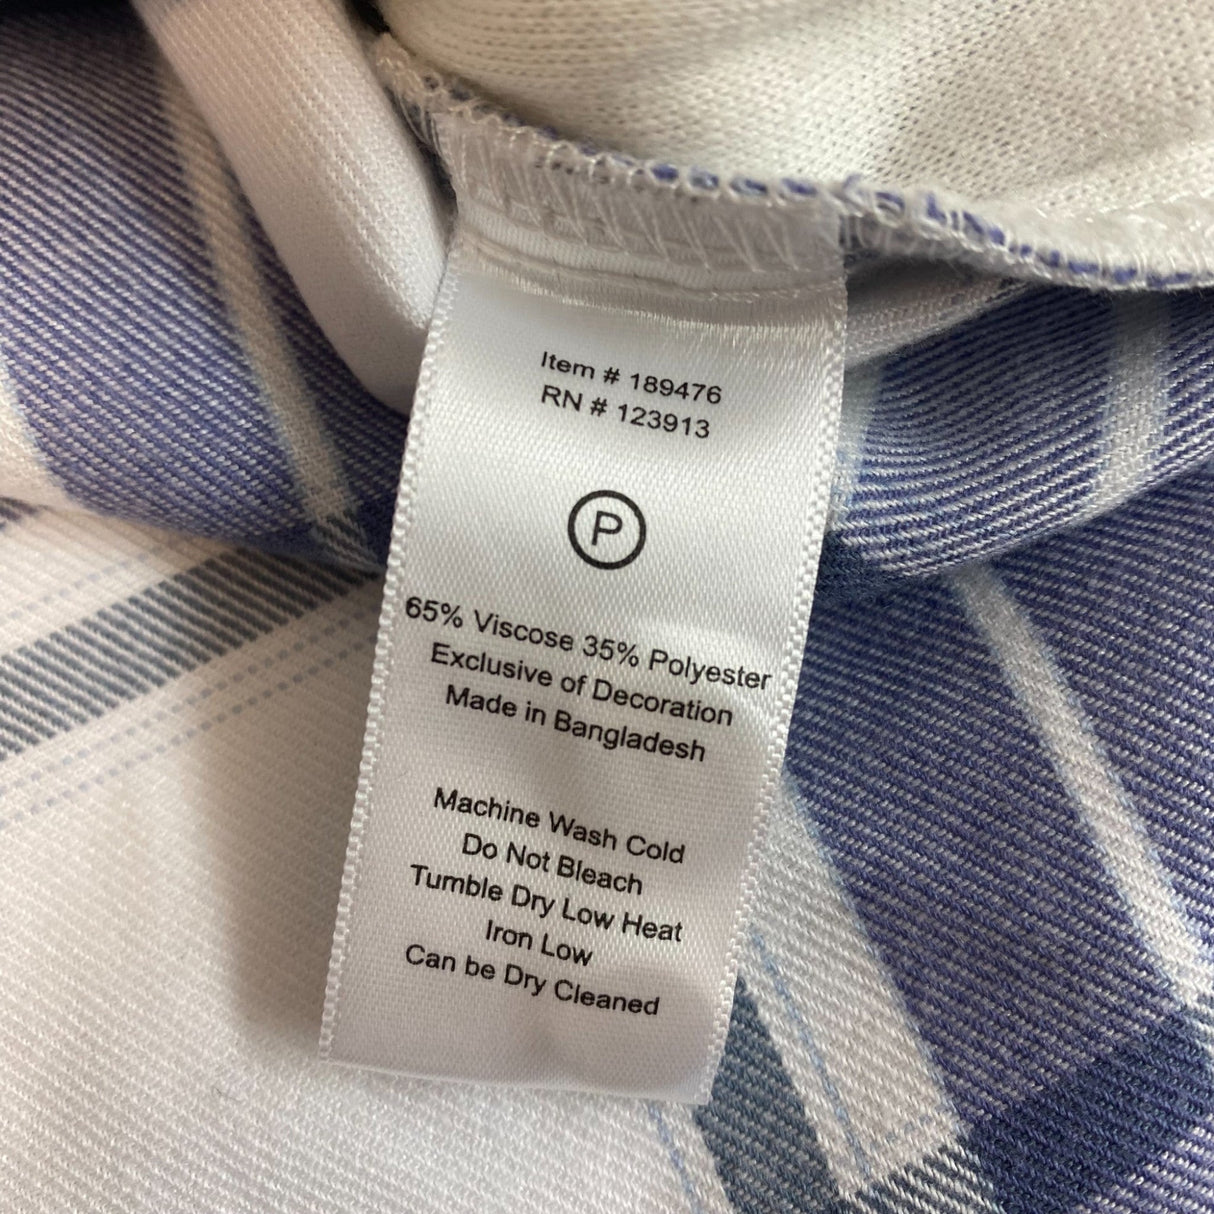 Item # 189476
RN # 123913
P
65% Viscose 35% Polyester
Exclusive of Decoration
Made in Bangladesh
Machine Wash Cold
Do Not Bleach
Tumble Dry Low Heat
Iron Low
Can be Dry Cleaned